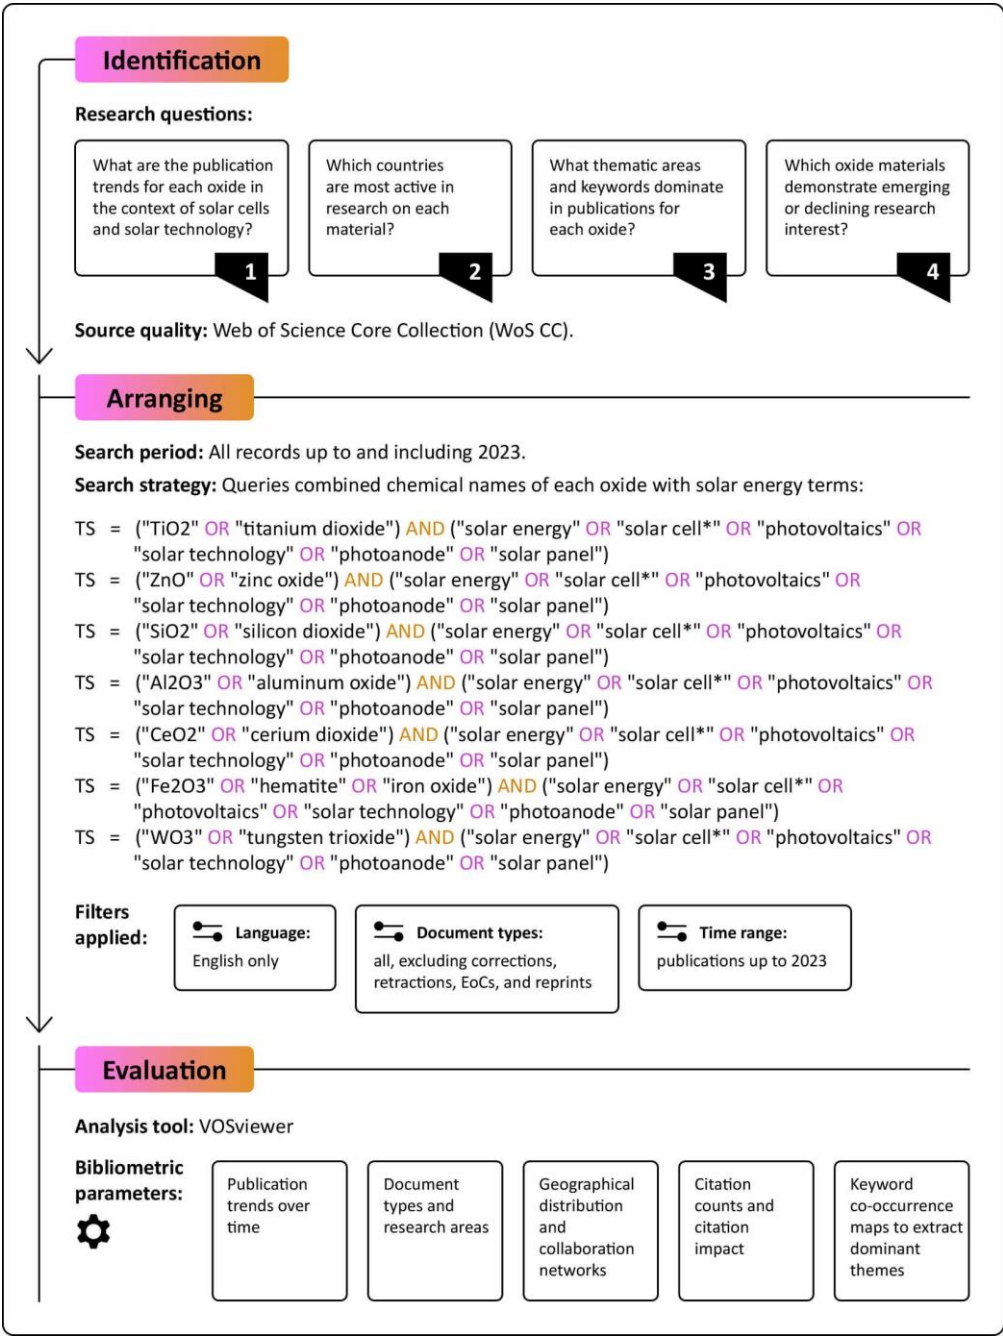 Identification
Research questions:
What are the publication
trends for each oxide in
the context of solar cells
and solar technology?
1
Which countries
are most active in
research on each
material?
2
What thematic areas
and keywords dominate
in publications for
each oxide?
3
Which oxide materials
demonstrate emerging
or declining research
interest?
4
Source quality: Web of Science Core Collection (WoS CC).
Arranging
Search period: All records up to and including 2023.
Search strategy: Queries combined chemical names of each oxide with solar energy terms:
TS = ("TiO2" OR "titanium dioxide") AND ("solar energy" OR "solar cell*" OR "photovoltaics" OR
"solar technology" OR "photoanode" OR "solar panel")
TS = ("ZnO" OR "zinc oxide") AND ("solar energy" OR "solar cell*" OR "photovoltaics" OR
"solar technology" OR "photoanode" OR "solar panel")
TS = ("SiO2" OR "silicon dioxide") AND ("solar energy" OR "solar cell*" OR "photovoltaics" OR
"solar technology" OR "photoanode" OR "solar panel")
TS = ("Al2O3" OR "aluminum oxide") AND ("solar energy" OR "solar cell*" OR "photovoltaics" OR
"solar technology" OR "photoanode" OR "solar panel")
TS = ("CeO2" OR "cerium dioxide") AND ("solar energy" OR "solar cell*" OR "photovoltaics" OR
"solar technology" OR "photoanode" OR "solar panel")
TS = ("Fe2O3" OR "hematite" OR "iron oxide") AND ("solar energy" OR "solar cell*" OR
"photovoltaics" OR "solar technology" OR "photoanode" OR "solar panel")
TS = ("WO3" OR "tungsten trioxide") AND ("solar energy" OR "solar cell*" OR "photovoltaics" OR
"solar technology" OR "photoanode" OR "solar panel")
Filters
applied:
Language:
English only
Document types:
all, excluding corrections,
retractions, EoCs, and reprints
Time range:
publications up to 2023
Evaluation
Analysis tool: VOSviewer
Bibliometric
parameters:
Publication
trends over
time
Document
types and
research areas
Geographical
distribution
and
collaboration
networks
Citation
counts and
citation
impact
Keyword
co-occurrence
maps to extract
dominant
themes